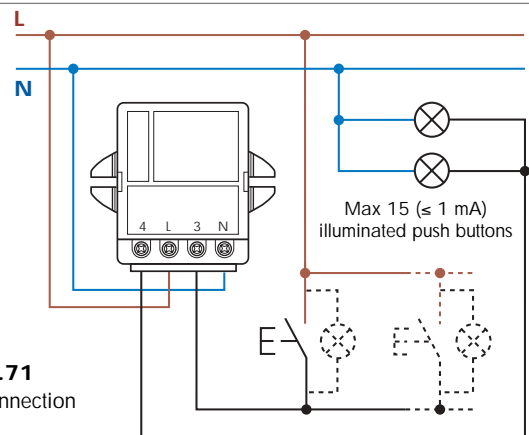 L
N
4 L 3 N
Max 15 (≤ 1 mA)
illuminated push buttons
.71
nnection